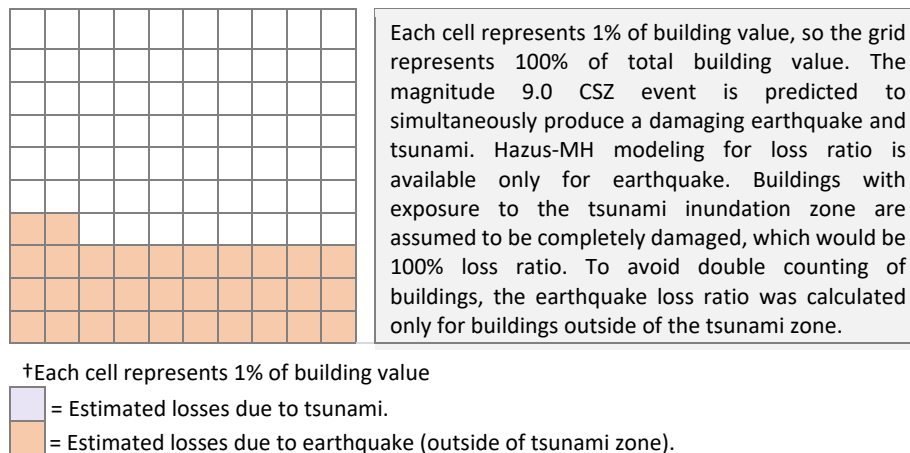 Each cell represents 1% of building value, so the grid
represents 100% of total building value. The
magnitude 9.0 CSZ event is predicted to
simultaneously produce a damaging earthquake and
tsunami. Hazus-MH modeling for loss ratio is
available only for earthquake. Buildings with
exposure to the tsunami inundation zone are
assumed to be completely damaged, which would be
100% loss ratio. To avoid double counting of
buildings, the earthquake loss ratio was calculated
only for buildings outside of the tsunami zone.
†Each cell represents 1% of building value
= Estimated losses due to tsunami.
= Estimated losses due to earthquake (outside of tsunami zone).